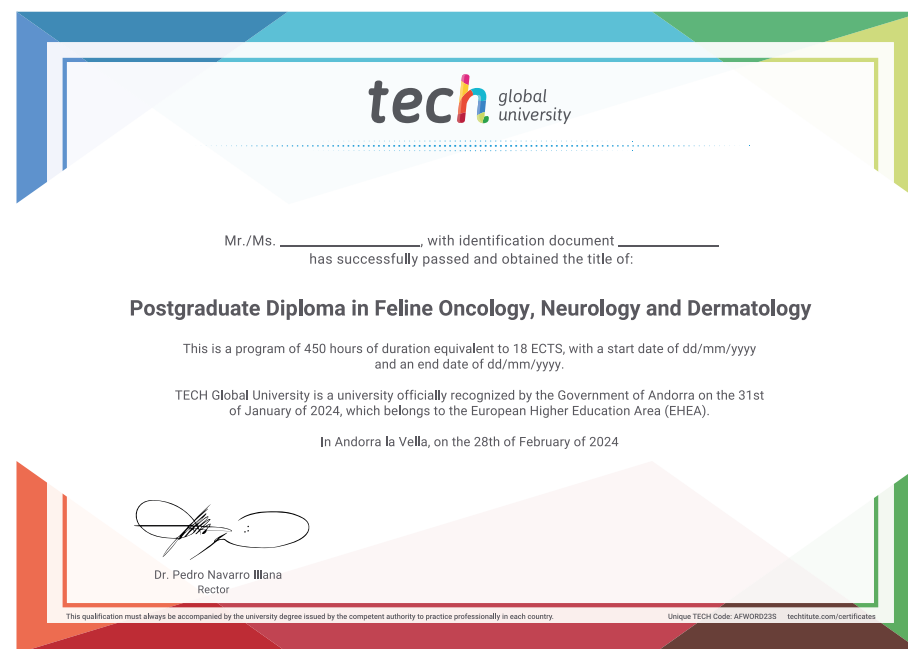 tech global university
Mr./Ms. ____________________, with identification document ______________
has successfully passed and obtained the title of:
Postgraduate Diploma in Feline Oncology, Neurology and Dermatology
This is a program of 450 hours of duration equivalent to 18 ECTS, with a start date of dd/mm/yyyy
and an end date of dd/mm/yyyy.
TECH Global University is a university officially recognized by the Government of Andorra on the 31st
of January of 2024, which belongs to the European Higher Education Area (EHEA).
In Andorra la Vella, on the 28th of February of 2024
Dr. Pedro Navarro Illana
Rector
This qualification must always be accompanied by the university degree issued by the competent authority to practice professionally in each country. Unique TECH Code: AFWORD23S techtitute.com/certificates